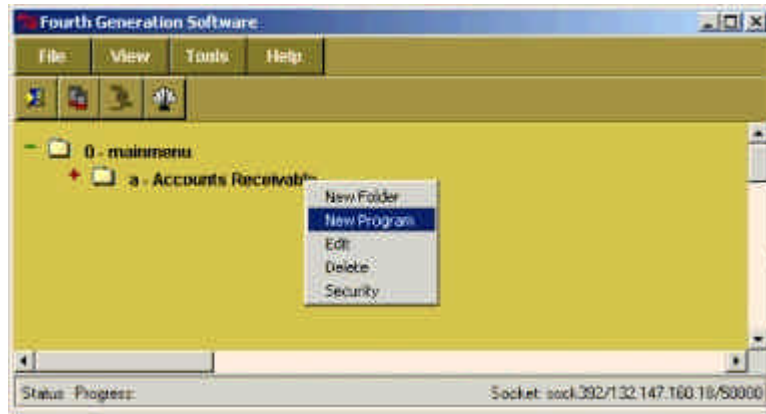 Fourth Generation Software
File View Tools Help
0 - mainmenu
a - Accounts Receivable
New Folder
New Program
Edit
Delete
Security
Status Progress: Socket: sock392/132.147.160.18/50000